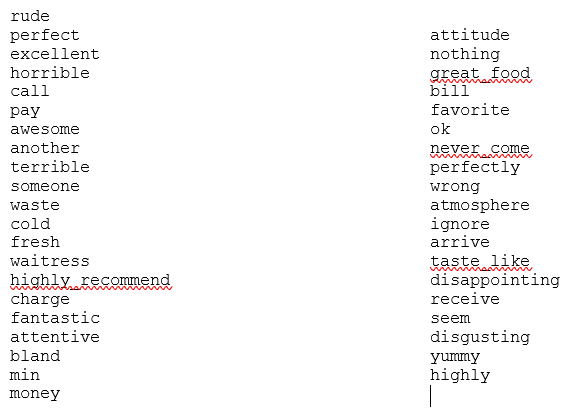 rude
perfect
excellent
horrible
call
pay
awesome
another
terrible
someone
waste
cold
fresh
waitress
highly_recommend
charge
fantastic
attentive
bland
min
money
attitude
nothing
great_food
bill
favorite
ok
never_come
perfectly
wrong
atmosphere
ignore
arrive
taste_like
disappointing
receive
seem
disgusting
yummy
highly